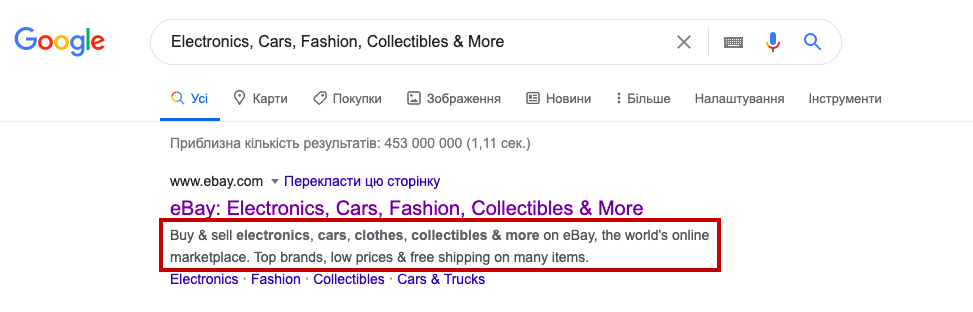 Google
Electronics, Cars, Fashion, Collectibles & More
Усі Карти Покупки Зображення Новини Більше Налаштування Інструменти
Приблизна кількість результатів: 453 000 000 (1,11 сек.)
www.ebay.com Перекласти цю сторінку
eBay: Electronics, Cars, Fashion, Collectibles & More
Buy & sell electronics, cars, clothes, collectibles & more on eBay, the world's online
marketplace. Top brands, low prices & free shipping on many items.
Electronics · Fashion · Collectibles · Cars & Trucks